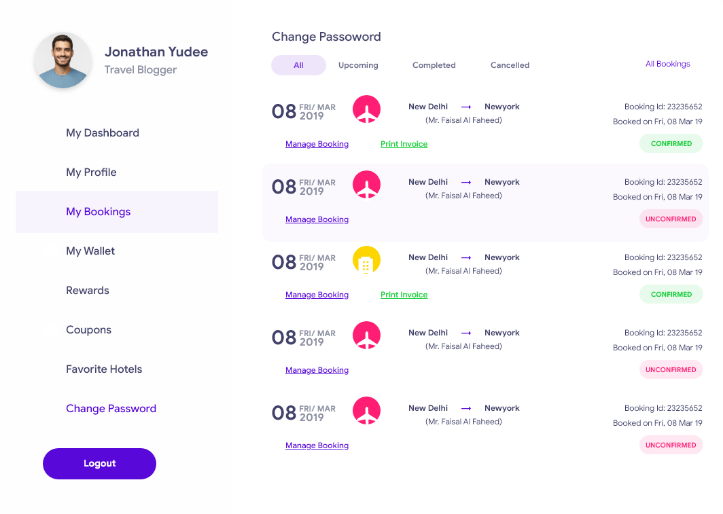 Jonathan Yudee
Travel Blogger
My Dashboard
My Profile
My Bookings
My Wallet
Rewards
Coupons
Favorite Hotels
Change Password
Logout
Change Passoword
All Upcoming Completed Cancelled All Bookings
08 FRI/ MAR 2019 New Delhi → Newyork Booking Id: 23235652
(Mr. Faisal Al Faheed) Booked on Fri, 08 Mar 19
Manage Booking Print Invoice CONFIRMED
08 FRI/ MAR 2019 New Delhi → Newyork Booking Id: 23235652
(Mr. Faisal Al Faheed) Booked on Fri, 08 Mar 19
Manage Booking UNCONFIRMED
08 FRI/ MAR 2019 New Delhi → Newyork Booking Id: 23235652
(Mr. Faisal Al Faheed) Booked on Fri, 08 Mar 19
Manage Booking Print Invoice CONFIRMED
08 FRI/ MAR 2019 New Delhi → Newyork Booking Id: 23235652
(Mr. Faisal Al Faheed) Booked on Fri, 08 Mar 19
Manage Booking UNCONFIRMED
08 FRI/ MAR 2019 New Delhi → Newyork Booking Id: 23235652
(Mr. Faisal Al Faheed) Booked on Fri, 08 Mar 19
Manage Booking UNCONFIRMED